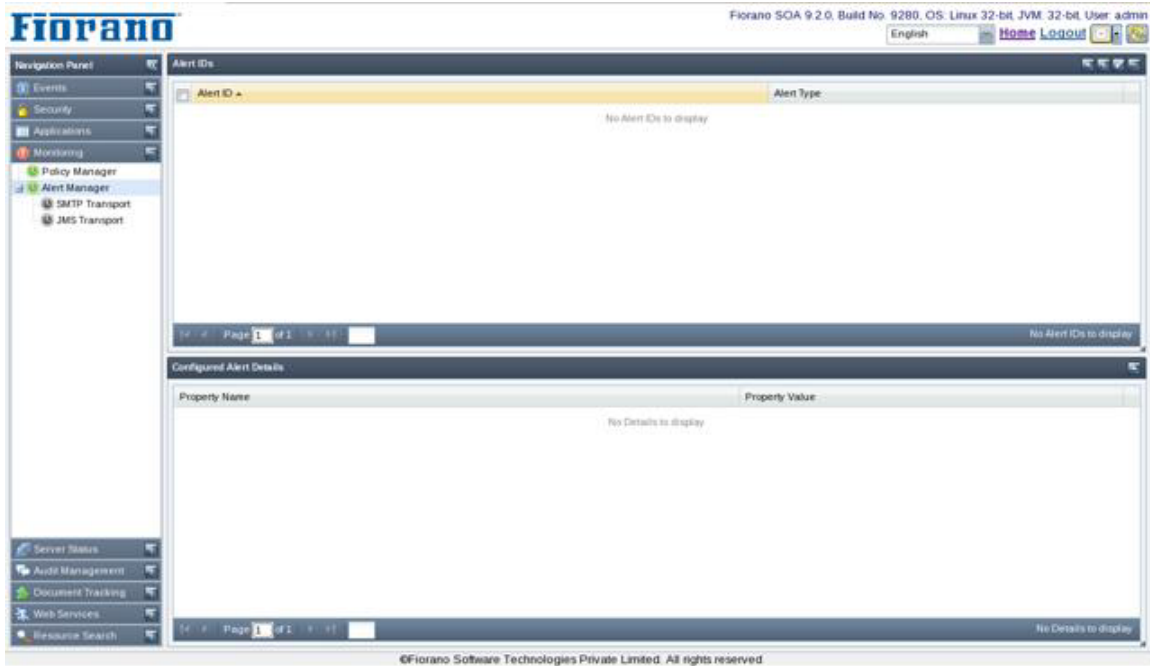 Fiorano
Fiorano SOA 9.2.0, Build No. 9280, OS: Linux 32-bit, JVM: 32-bit, User: admin
English Home Logout
Navigation Panel
Events
Security
Applications
Monitoring
Policy Manager
Alert Manager
SMTP Transport
JMS Transport
Server Status
Audit Management
Document Tracking
Web Services
Resource Search
Alert IDs
Alert ID Alert Type
No Alert IDs to display
Page 1 of 1 No Alert IDs to display
Configured Alert Details
Property Name Property Value
No Details to display
Page 1 of 1 No Details to display
©Fiorano Software Technologies Private Limited. All rights reserved